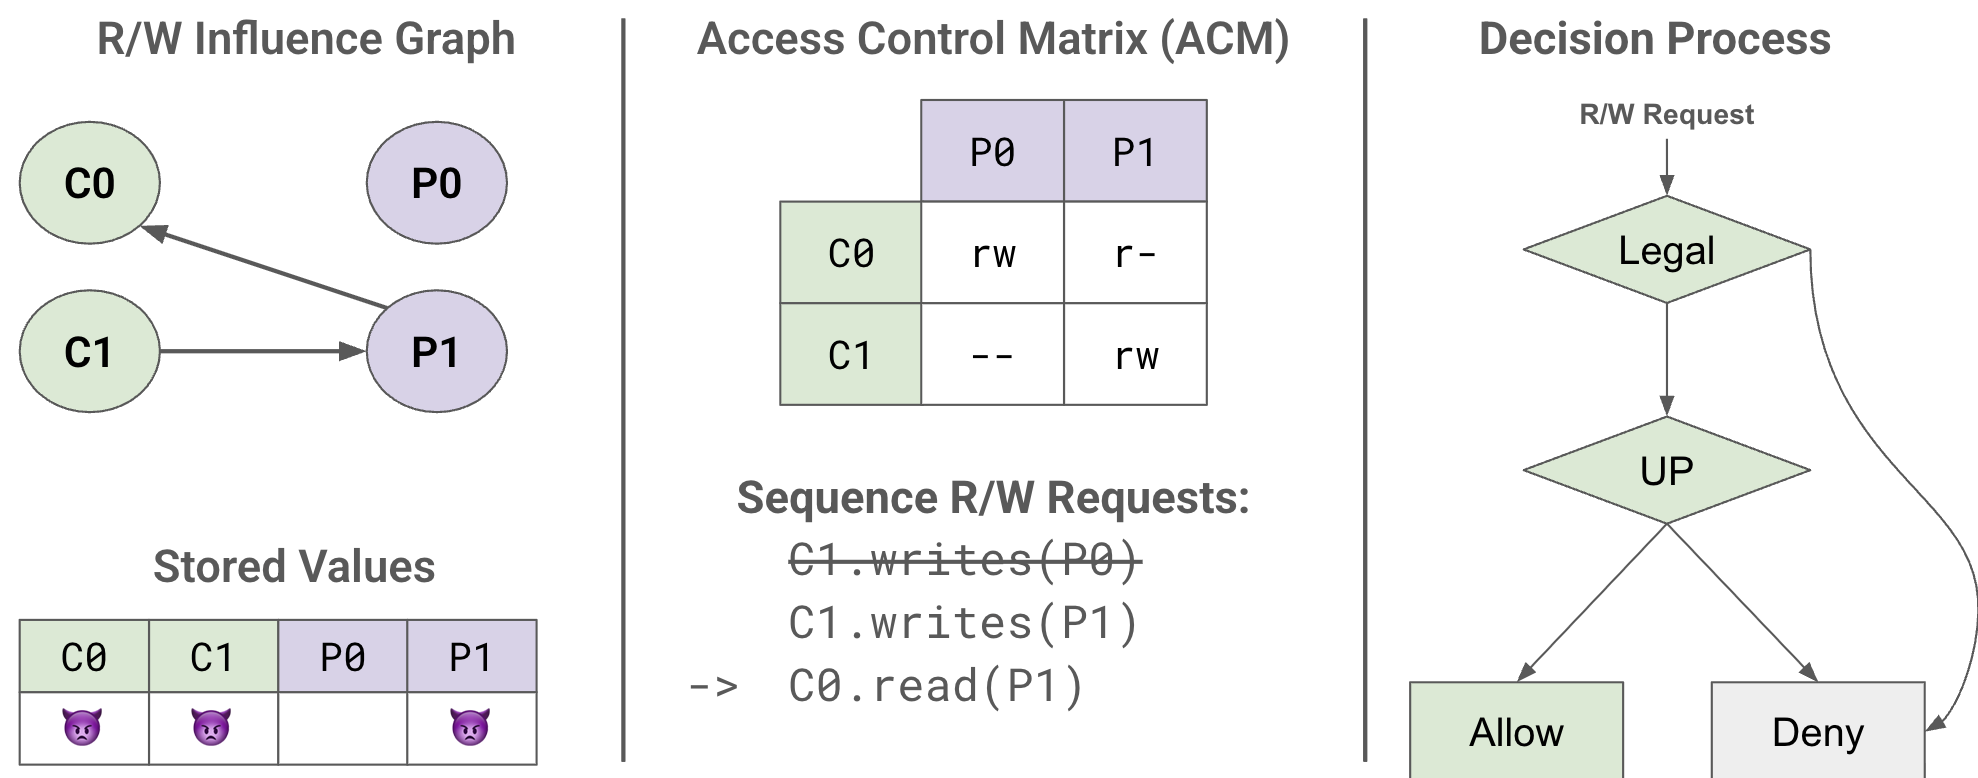 R/W Influence Graph
C0
P0
C1
P1
Stored Values
C0 C1 P0 P1
Access Control Matrix (ACM)
P0 P1
C0 rw r-
C1 -- rw
Sequence R/W Requests:
C1.writes(P0)
C1.writes(P1)
-> C0.read(P1)
Decision Process
R/W Request
Legal
UP
Allow
Deny